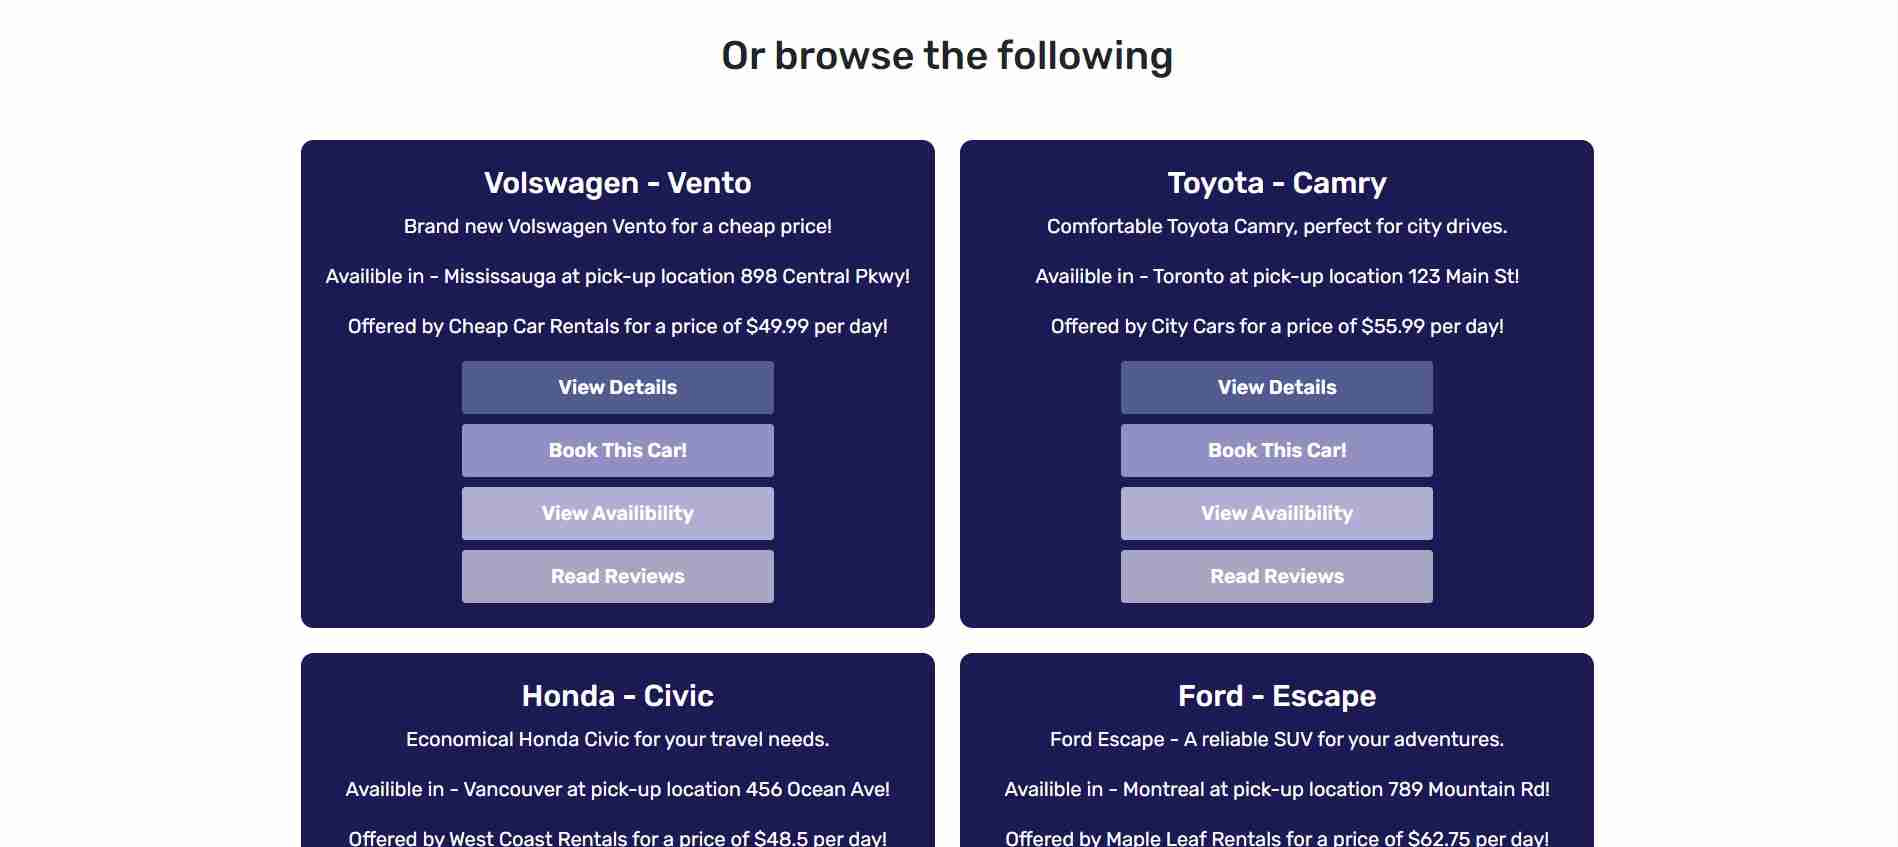 Or browse the following
Volswagen - Vento
Brand new Volswagen Vento for a cheap price!
Availible in - Mississauga at pick-up location 898 Central Pkwy!
Offered by Cheap Car Rentals for a price of $49.99 per day!
View Details
Book This Car!
View Availibility
Read Reviews
Toyota - Camry
Comfortable Toyota Camry, perfect for city drives.
Availible in - Toronto at pick-up location 123 Main St!
Offered by City Cars for a price of $55.99 per day!
View Details
Book This Car!
View Availibility
Read Reviews
Honda - Civic
Economical Honda Civic for your travel needs.
Availible in - Vancouver at pick-up location 456 Ocean Ave!
Offered by West Coast Rentals for a price of $48.5 per day!
Ford - Escape
Ford Escape - A reliable SUV for your adventures.
Availible in - Montreal at pick-up location 789 Mountain Rd!
Offered by Maple Leaf Rentals for a price of $62.75 per day!